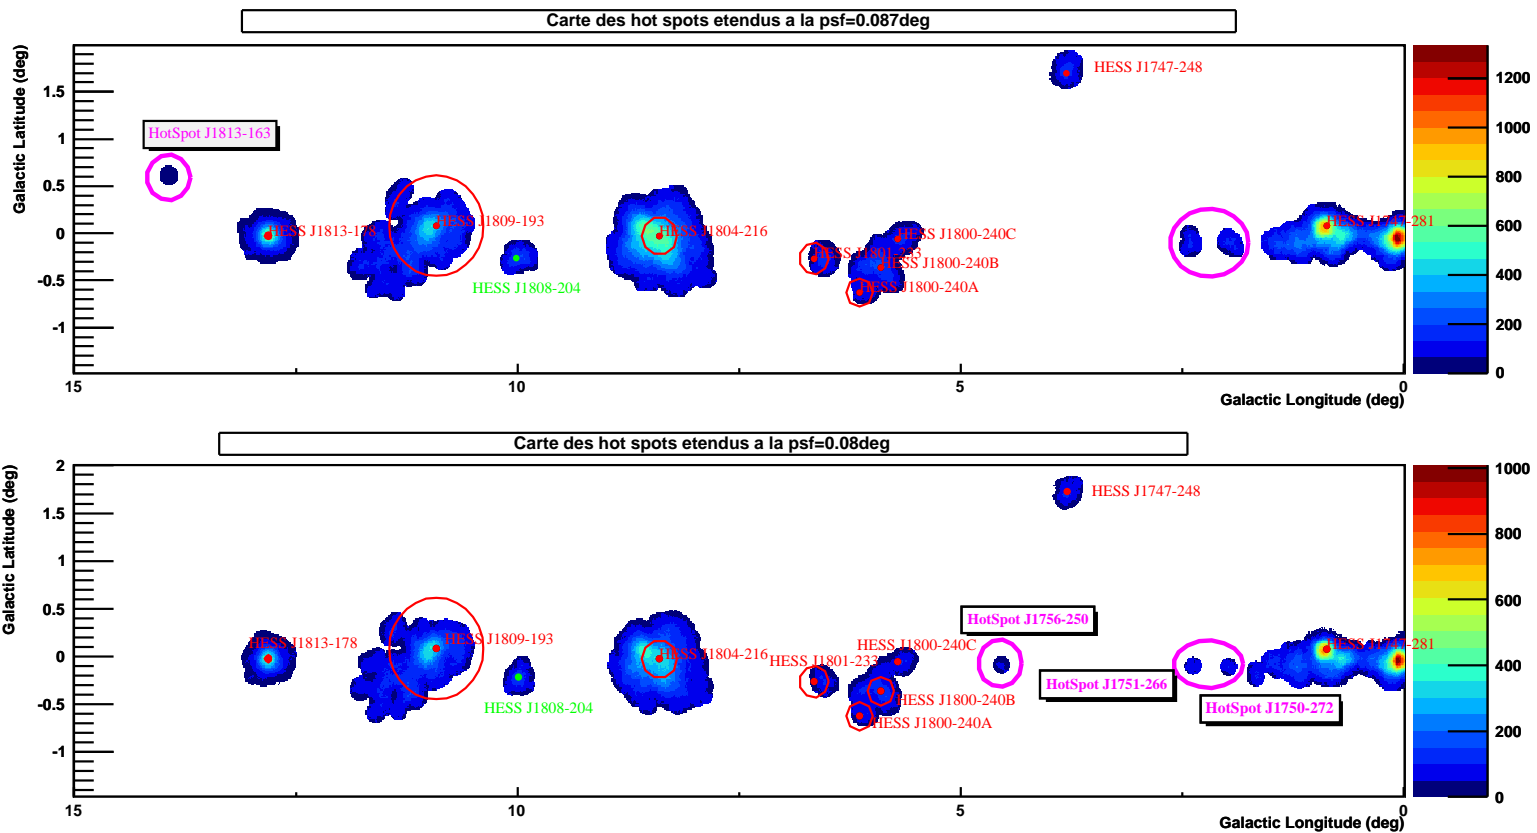 Carte des hot spots etendus a la psf=0.087deg
Galactic Latitude (deg)
1.5
1
0.5
0
-0.5
-1
HotSpot J1813-163
HESS J1813-178
HESS J1809-193
HESS J1808-204
HESS J1804-216
HESS J1801-233
HESS J1800-240C
HESS J1800-240B
HESS J1800-240A
HESS J1747-248
HESS J1747-281
1200
1000
800
600
400
200
0
15
10
5
0
Galactic Longitude (deg)
Carte des hot spots etendus a la psf=0.08deg
Galactic Latitude (deg)
2
1.5
1
0.5
0
-0.5
-1
HESS J1813-178
HESS J1809-193
HESS J1808-204
HESS J1804-216
HESS J1801-233
HESS J1800-240C
HESS J1800-240B
HESS J1800-240A
HESS J1747-248
HotSpot J1756-250
HotSpot J1751-266
HotSpot J1750-272
HESS J1747-281
1000
800
600
400
200
0
15
10
5
0
Galactic Longitude (deg)